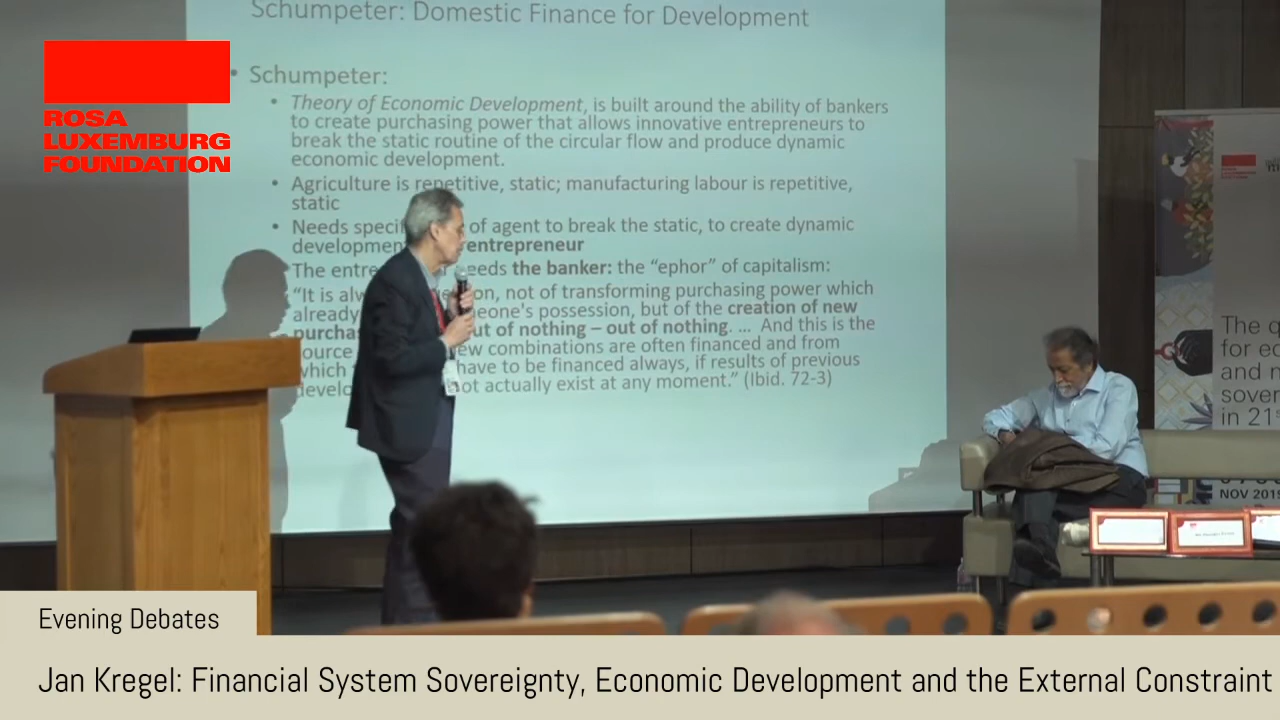 Schumpeter: Domestic Finance for Development
ROSA
LUXEMBURG
FOUNDATION
• Schumpeter:
• Theory of Economic Development, is built around the ability of bankers
to create purchasing power that allows innovative entrepreneurs to
break the static routine of the circular flow and produce dynamic
economic development.
• Agriculture is repetitive, static; manufacturing labour is repetitive,
static
• Needs speci of agent to break the static, to create dynamic
developmen entrepreneur
The entre eeds the banker: the “ephor” of capitalism:
“It is alw on, not of transforming purchasing power which
already eone's possession, but of the creation of new
purchas out of nothing – out of nothing. … And this is the
source ew combinations are often financed and from
which have to be financed always, if results of previous
develo not actually exist at any moment.” (Ibid. 72-3)
The
for ec
and m
sover
in 21
NOV 2019
Evening Debates
Jan Kregel: Financial System Sovereignty, Economic Development and the External Constraint